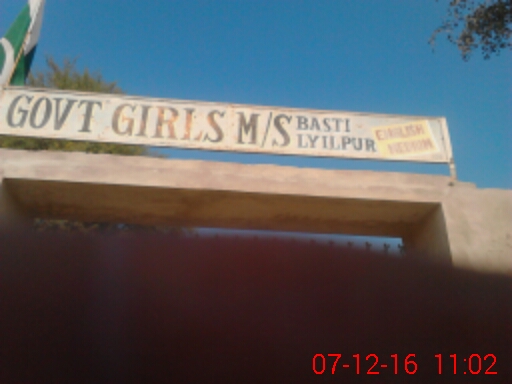 GOVT GIRLS M/S BASTI
LYILPUR
ENGLISH
MEDIUM
07-12-16 11:02